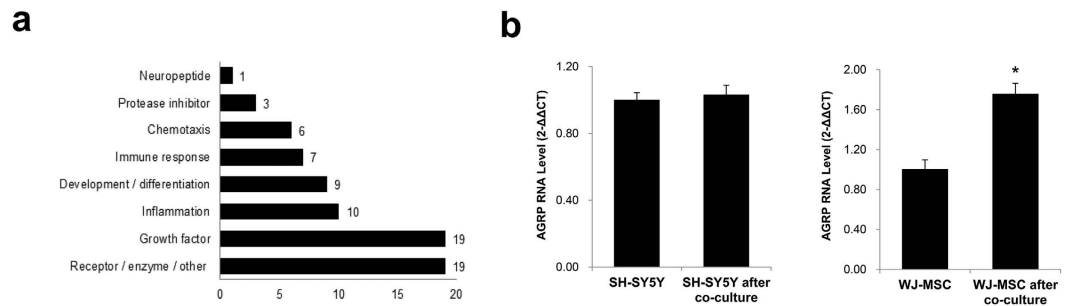 a
Neuropeptide 1
Protease inhibitor 3
Chemotaxis 6
Immune response 7
Development / differentiation 9
Inflammation 10
Growth factor 19
Receptor / enzyme / other 19
0 5 10 15 20
b
AGRP RNA Level (2-ΔΔCT)
1.20
0.80
0.40
0.00
SH-SY5Y
SH-SY5Y after
co-culture
AGRP RNA Level (2-ΔΔCT)
2.00
1.60
1.20
0.80
0.40
0.00
*
WJ-MSC
WJ-MSC after
co-culture